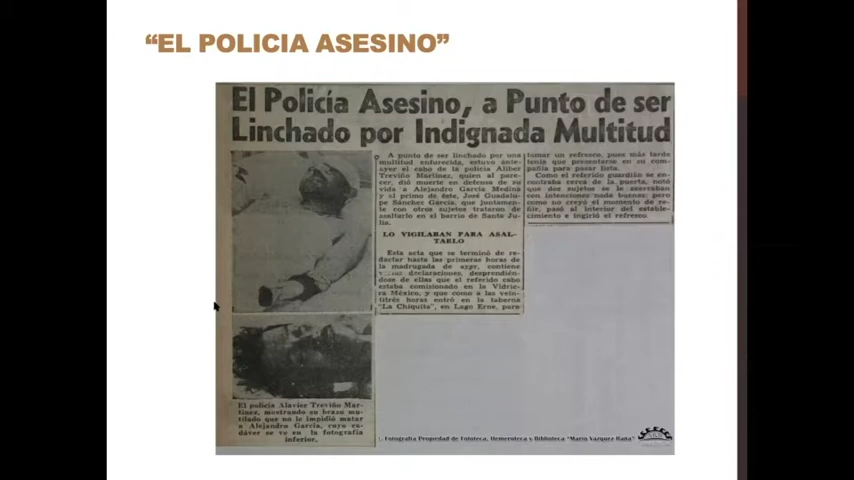 “EL POLICIA ASESINO”
El Policía Asesino, a Punto de ser
Linchado por Indignada Multitud
A punto de ser linchado por una
multitud enfurecida, estuvo ante-
ayer el cabo de la policía Aliber
Treviño Martínez, quien al pare-
cer, dió muerte en defensa de su
vida a Alejandro García Medina
y al primo de éste, José Guadalu-
pe Sánchez García, que juntamen-
te con otros sujetos trataron de
asaltarlo en el barrio de Santa Ju-
lia.
LO VIGILABAN PARA ASAL-
TARLO
Esta acta que se terminó de re-
dactar hasta las primeras horas de
la madrugada de ayer, contiene
declaraciones, desprendién-
dose de ellas que el referido cabo
estaba comisionado en la Vidrie-
ra México, y que como a las vein-
titrés horas entró en la taberna
"La Chiquita", en Lago Erne, para
tomar un refresco, pues más tarde
tenía que presentarse en su com-
pañía para pasar lista.
Como el referido guardián se en-
contraba cerca de la puerta, notó
que dos sujetos se le acercaban
con intenciones nada buenas; pero
como no creyó el momento de re-
ñir, pasó al interior del estable-
cimiento e ingirió el refresco.
El policía Alavier Treviño Mar-
tínez, mostrando su brazo mu-
tilado que no le impidió matar
a Alejandro García, cuyo ca-
dáver se ve en la fotografía
inferior.
Fotografía Propiedad de Fototeca, Hemeroteca y Biblioteca "Mario Vázquez Raña"